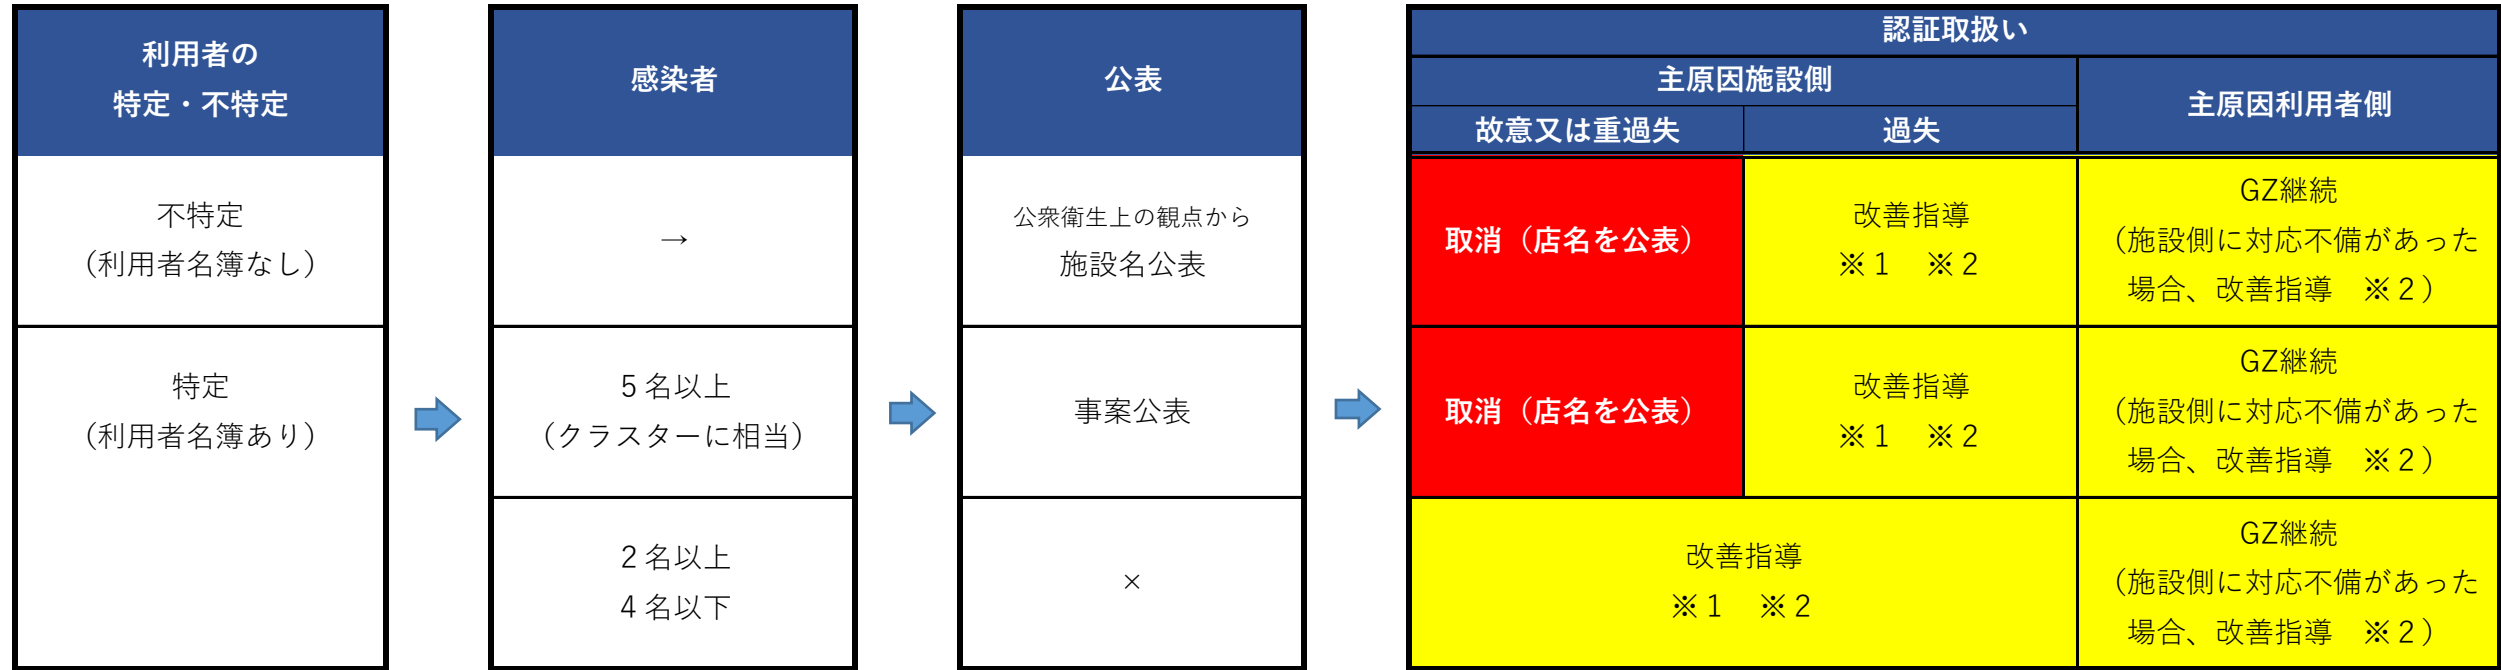 利用者の
特定・不特定
感染者
公表
認証取扱い
主原因施設側
主原因利用者側
故意又は重過失
過失
不特定
（利用者名簿なし）
→
公衆衛生上の観点から
施設名公表
取消（店名を公表）
改善指導
※１　※２
GZ継続
（施設側に対応不備があった
場合、改善指導　※２）
特定
（利用者名簿あり）
５名以上
（クラスターに相当）
事案公表
取消（店名を公表）
改善指導
※１　※２
GZ継続
（施設側に対応不備があった
場合、改善指導　※２）
２名以上
４名以下
×
改善指導
※１　※２
GZ継続
（施設側に対応不備があった
場合、改善指導　※２）